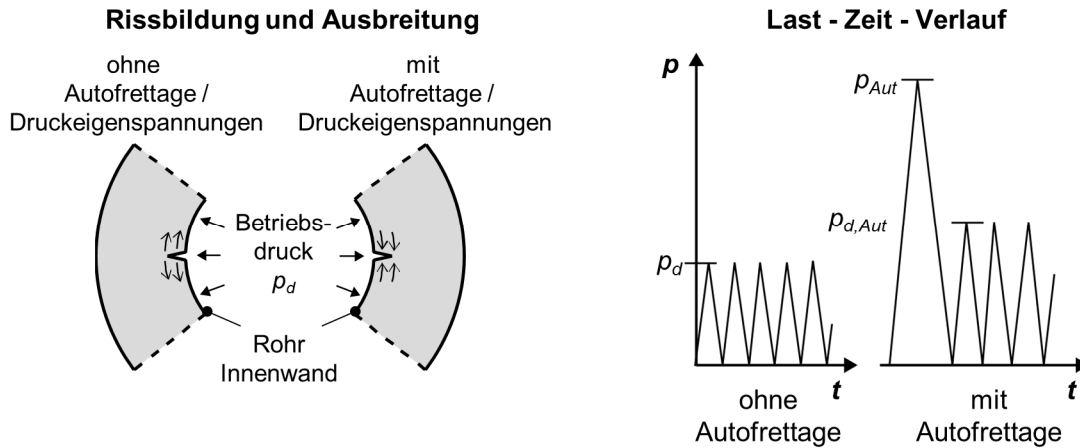 Rissbildung und Ausbreitung
ohne
Autofrettage /
Druckeigenspannungen
mit
Autofrettage /
Druckeigenspannungen
Betriebs-
druck
p_d
Rohr
Innenwand
Last - Zeit - Verlauf
p
p_Aut
p_d,Aut
p_d
t
t
ohne
Autofrettage
mit
Autofrettage